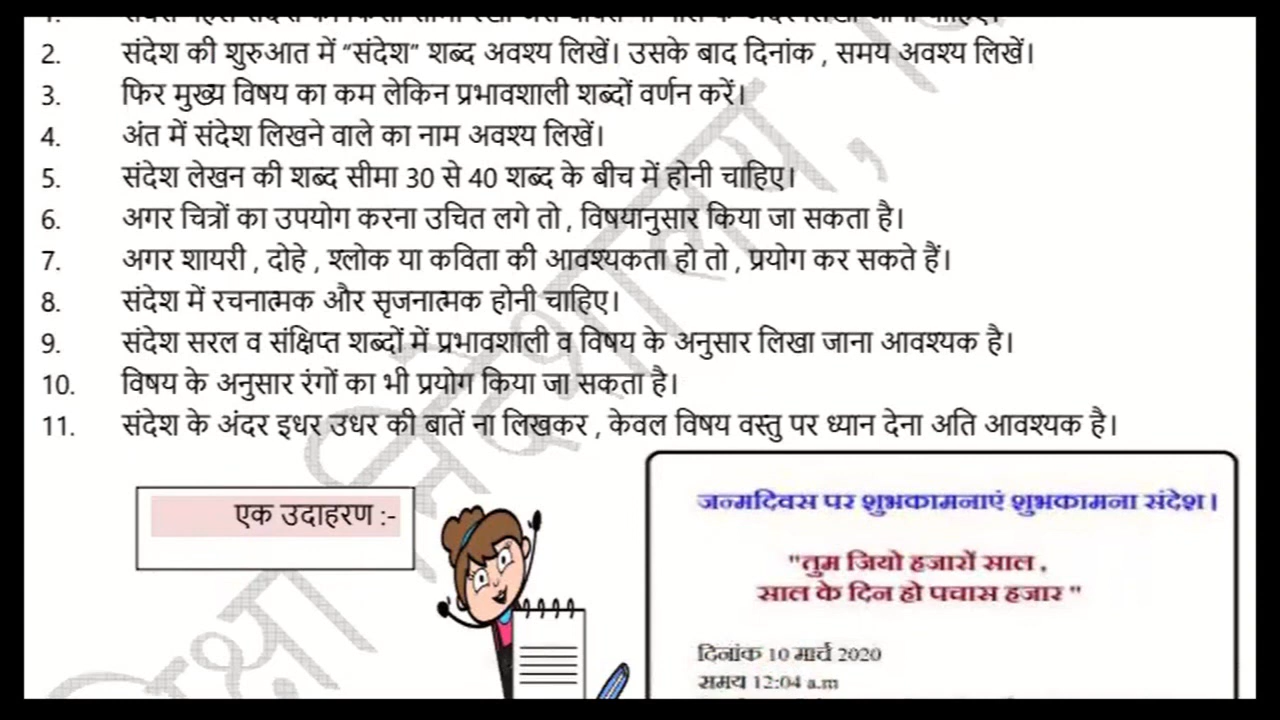 2. संदेश की शुरुआत में “संदेश” शब्द अवश्य लिखें। उसके बाद दिनांक , समय अवश्य लिखें।
3. फिर मुख्य विषय का कम लेकिन प्रभावशाली शब्दों वर्णन करें।
4. अंत में संदेश लिखने वाले का नाम अवश्य लिखें।
5. संदेश लेखन की शब्द सीमा 30 से 40 शब्द के बीच में होनी चाहिए।
6. अगर चित्रों का उपयोग करना उचित लगे तो , विषयानुसार किया जा सकता है।
7. अगर शायरी , दोहे , श्लोक या कविता की आवश्यकता हो तो , प्रयोग कर सकते हैं।
8. संदेश में रचनात्मक और सृजनात्मक होनी चाहिए।
9. संदेश सरल व संक्षिप्त शब्दों में प्रभावशाली व विषय के अनुसार लिखा जाना आवश्यक है।
10. विषय के अनुसार रंगों का भी प्रयोग किया जा सकता है।
11. संदेश के अंदर इधर उधर की बातें ना लिखकर , केवल विषय वस्तु पर ध्यान देना अति आवश्यक है।
एक उदाहरण :-
जन्मदिवस पर शुभकामनाएं शुभकामना संदेश।
"तुम जियो हजारों साल ,
साल के दिन हो पचास हजार "
दिनांक 10 मार्च 2020
समय 12:04 a.m
निदेशालय,